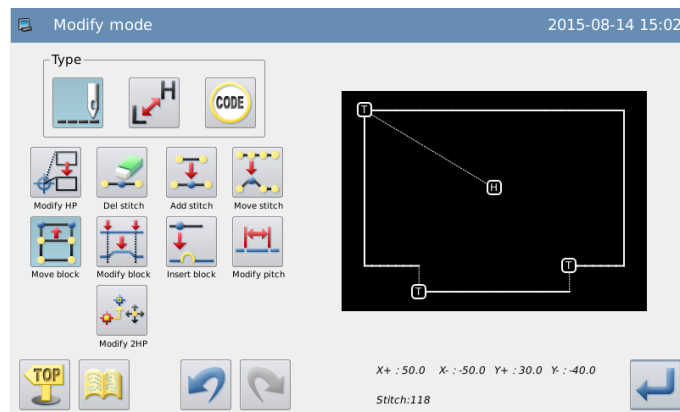 Modify mode 2015-08-14 15:02
Type
L H CODE
T
H
Modify HP Del stitch Add stitch Move stitch
Move block Modify block Insert block Modify pitch
T
T
Modify 2HP
TOP
X+ : 50.0 X- : -50.0 Y+ : 30.0 Y- : -40.0
Stitch:118